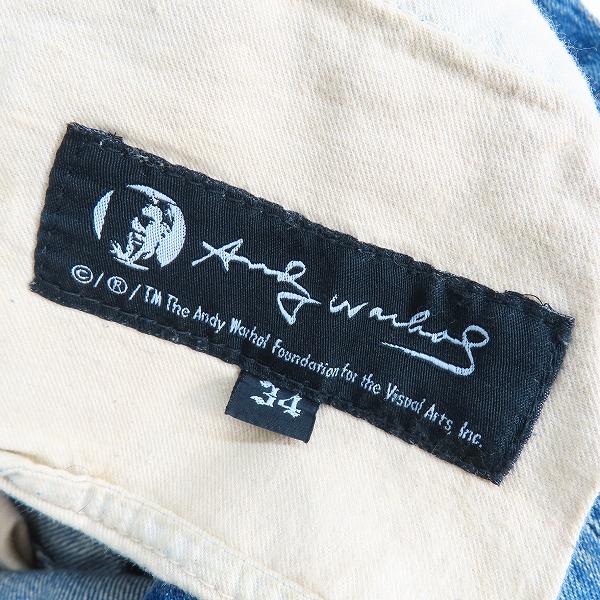 Andy Warhol
©/®/TM The Andy Warhol Foundation for the Visual Arts, Inc.
34